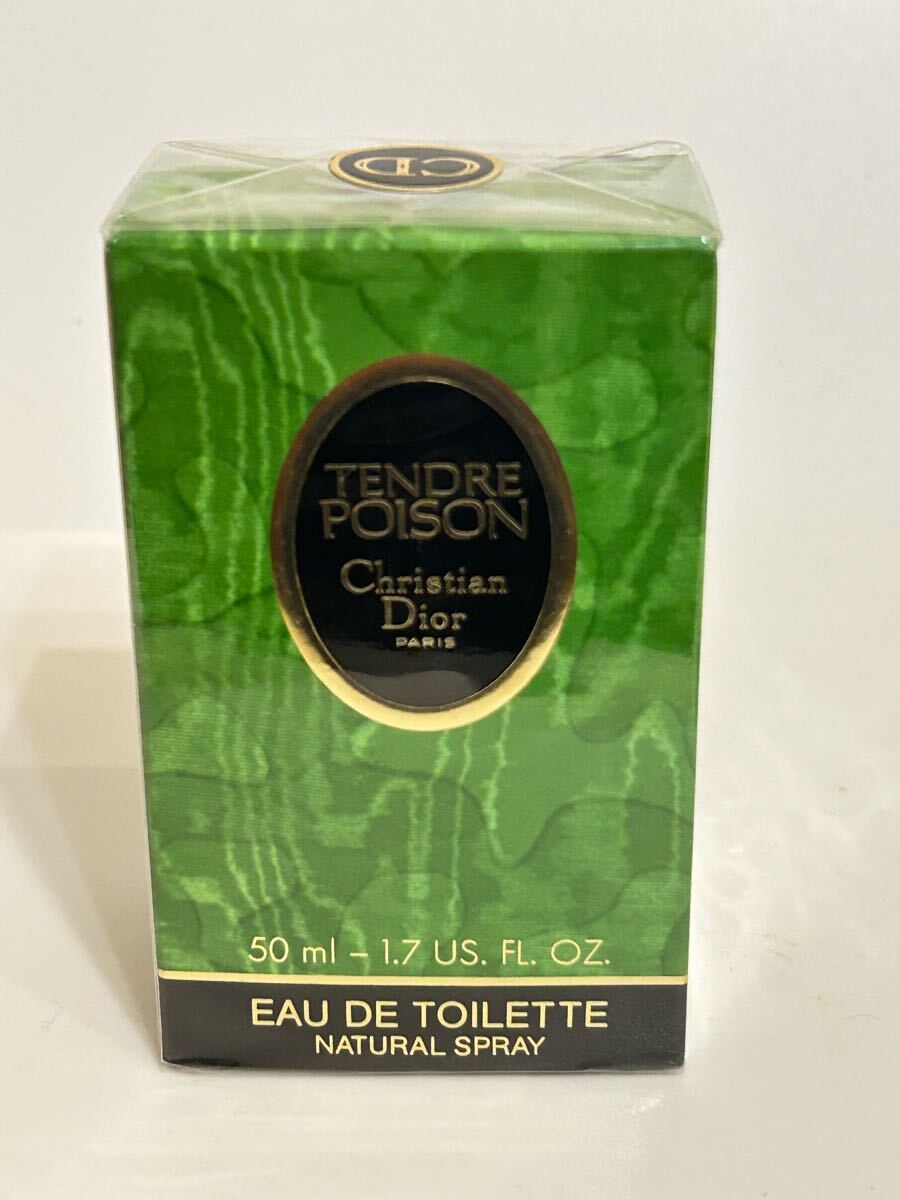 CD
TENDRE
POISON
Christian
Dior
PARIS
50 ml – 1.7 US. FL. OZ.
EAU DE TOILETTE
NATURAL SPRAY